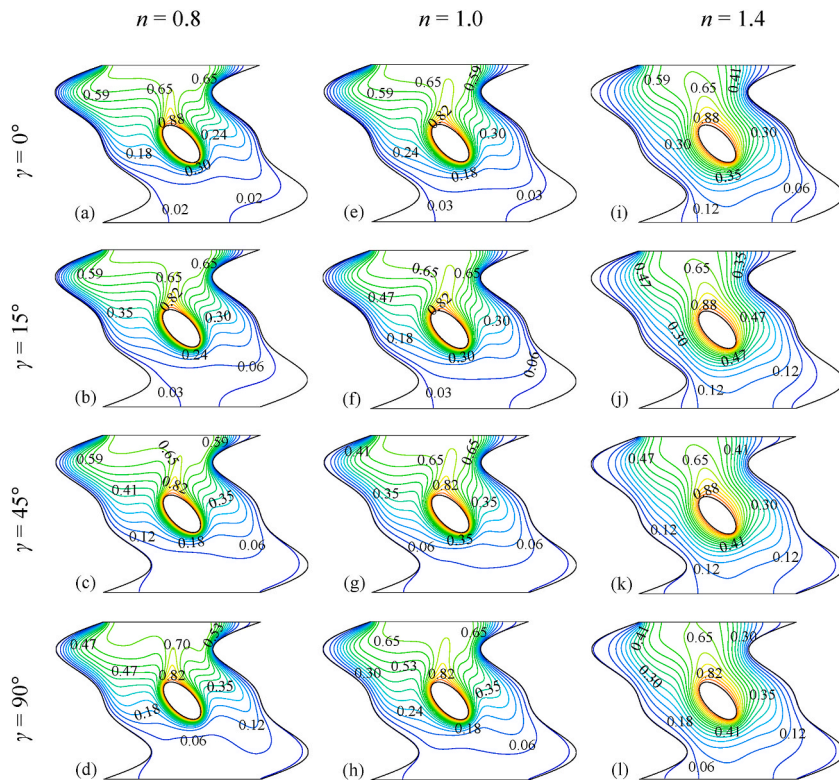 n = 0.8 n = 1.0 n = 1.4
γ = 0°
0.59 0.65 0.65 0.88 0.24 0.18 0.30 0.02 0.02 (a)
0.59 0.65 0.59 0.82 0.30 0.24 0.18 0.03 0.03 (e)
0.59 0.65 0.41 0.88 0.30 0.30 0.35 0.06 0.12 (i)
γ = 15°
0.59 0.65 0.65 0.82 0.35 0.30 0.24 0.06 0.03 (b)
0.65 0.65 0.47 0.82 0.30 0.18 0.30 0.06 0.03 (f)
0.47 0.65 0.35 0.88 0.47 0.30 0.47 0.12 0.12 (j)
γ = 45°
0.59 0.65 0.59 0.82 0.41 0.35 0.12 0.18 0.06 (c)
0.41 0.65 0.65 0.82 0.35 0.35 0.35 0.06 0.06 (g)
0.47 0.65 0.41 0.88 0.30 0.12 0.41 0.12 0.12 (k)
γ = 90°
0.47 0.70 0.53 0.47 0.82 0.35 0.18 0.12 0.06 (d)
0.65 0.65 0.53 0.30 0.82 0.35 0.24 0.18 0.06 (h)
0.41 0.65 0.30 0.30 0.82 0.35 0.18 0.41 0.12 0.06 (l)